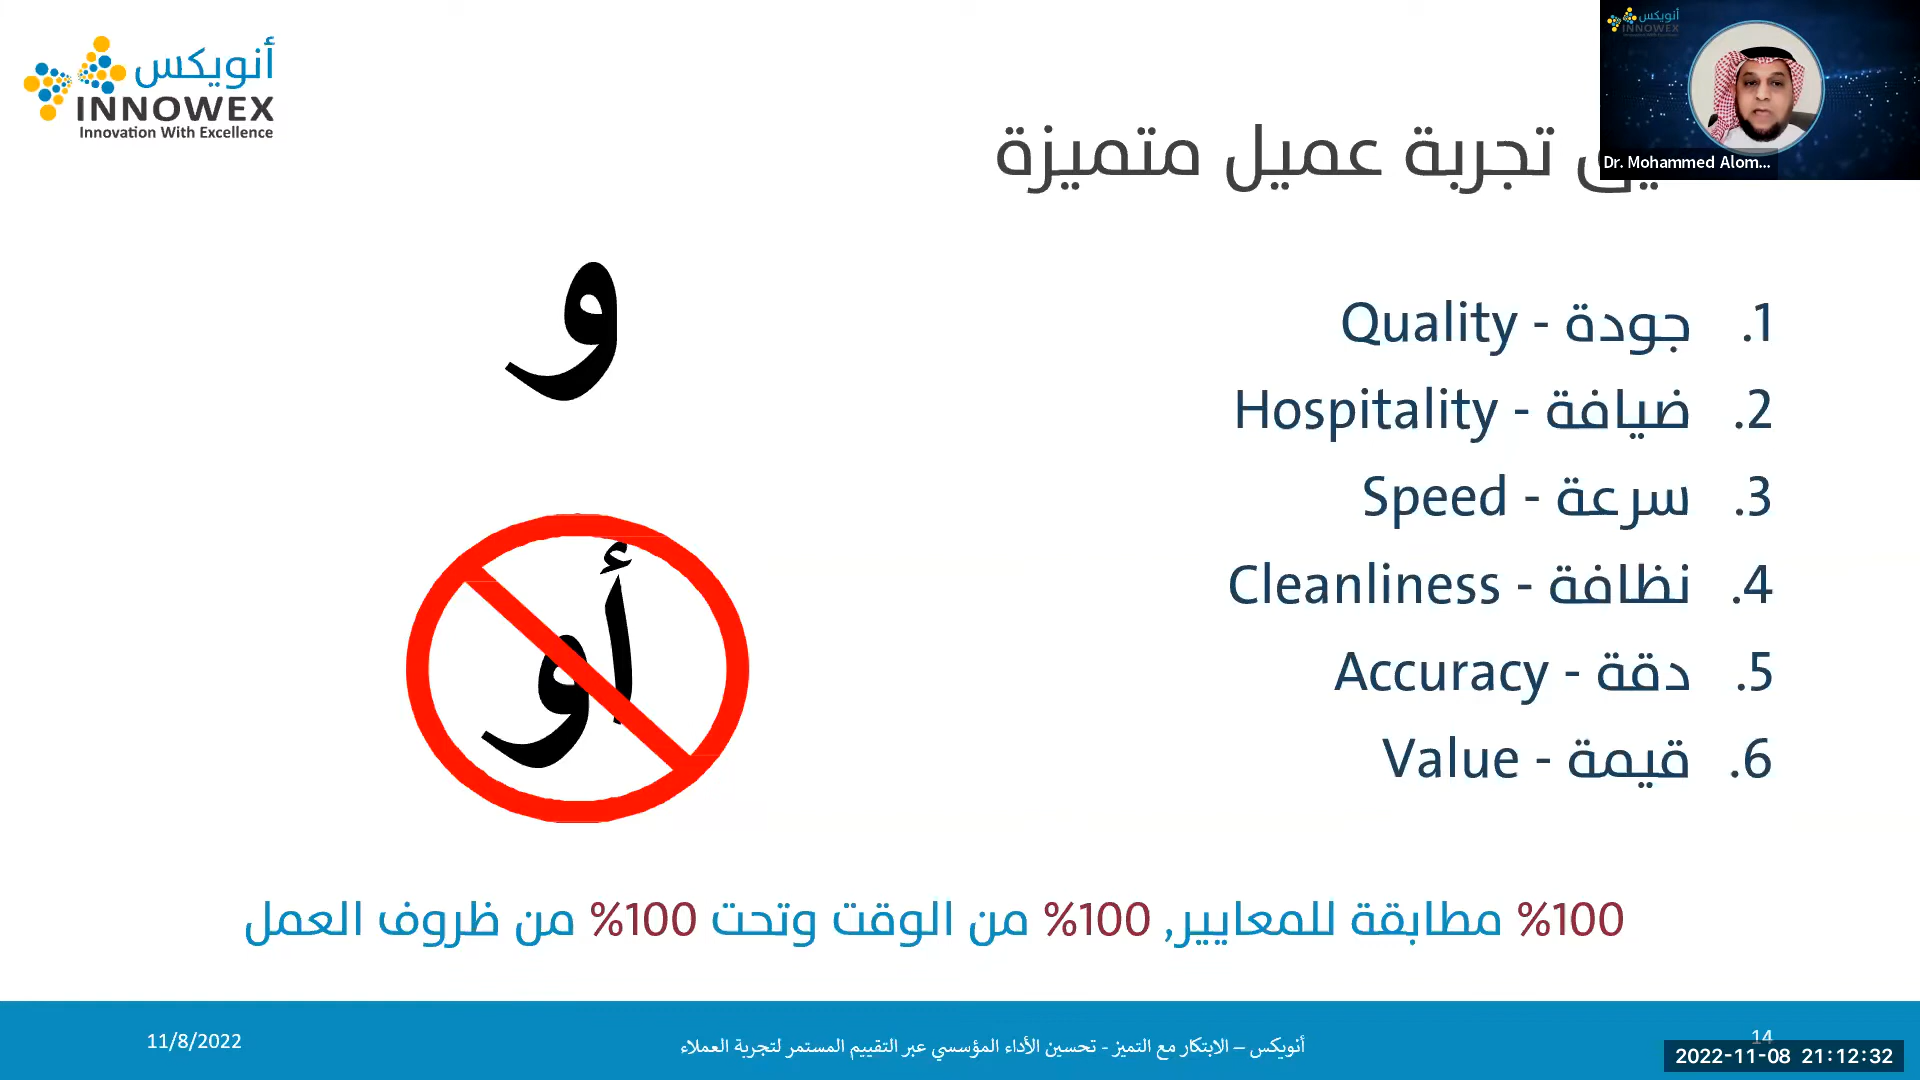 أنويكس
INNOWEX
Innovation With Excellence
أنويكس
INNOWEX
Dr. Mohammed Alom...
تجربة عميل متميزة
و
أو
1. جودة - Quality
2. ضيافة - Hospitality
3. سرعة - Speed
4. نظافة - Cleanliness
5. دقة - Accuracy
6. قيمة - Value
100% مطابقة للمعايير, 100% من الوقت وتحت 100% من ظروف العمل
14
أنويكس – الابتكار مع التميز - تحسين الأداء المؤسسي عبر التقييم المستمر لتجربة العملاء
11/8/2022
2022-11-08 21:12:32